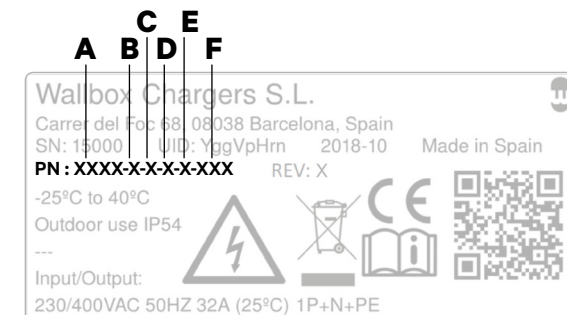 C E
A B D F
Wallbox Chargers S.L.
Carrer del Foc 68, 08038 Barcelona, Spain
SN: 15000 UID: YggVpHrn 2018-10 Made in Spain
PN : XXXX-X-X-X-X-XXX REV: X
-25ºC to 40ºC
Outdoor use IP54
---
Input/Output:
230/400VAC 50HZ 32A (25ºC) 1P+N+PE